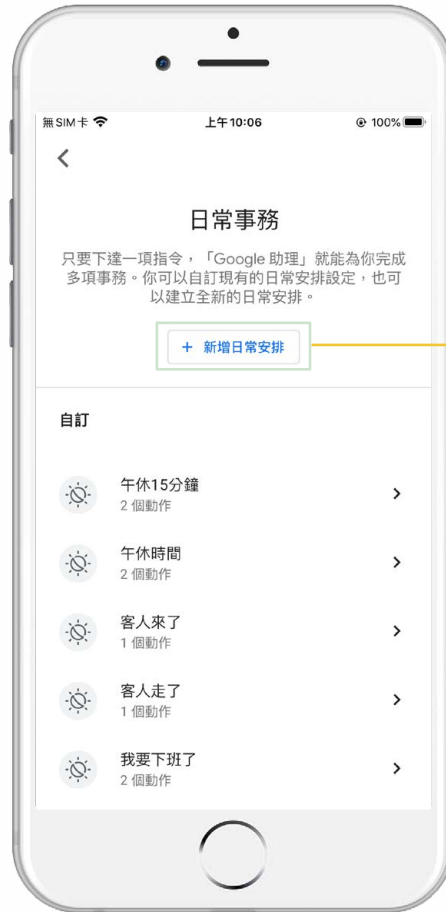 無SIM卡 上午10:06 100%
日常事務
只要下達一項指令，「Google 助理」就能為你完成
多項事務。你可以自訂現有的日常安排設定，也可
以建立全新的日常安排。
+ 新增日常安排
自訂
午休15分鐘
2 個動作
午休時間
2 個動作
客人來了
1 個動作
客人走了
1 個動作
我要下班了
2 個動作